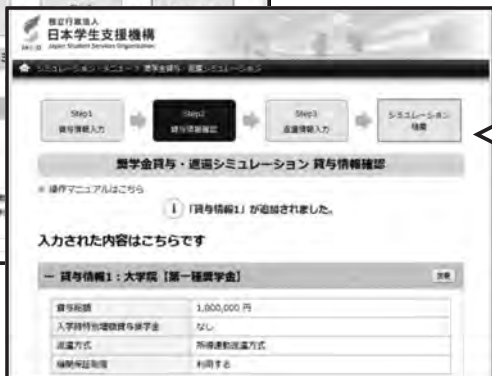 独立行政法人
日本学生支援機構
Japan Student Services Organization
シミュレーション・メニュー > 奨学金貸与・返還シミュレーション
Step1
貸与情報入力
Step2
貸与情報確認
Step3
返還情報入力
シミュレーション
結果
奨学金貸与・返還シミュレーション 貸与情報確認
操作マニュアルはこちら
i 「貸与情報1」が追加されました。
入力された内容はこちらです
− 貸与情報1：大学院【第一種奨学金】
貸与総額 1,000,000 円
入学時特別増額貸与奨学金 なし
返還方式 所得連動返還方式
機関保証制度 利用する